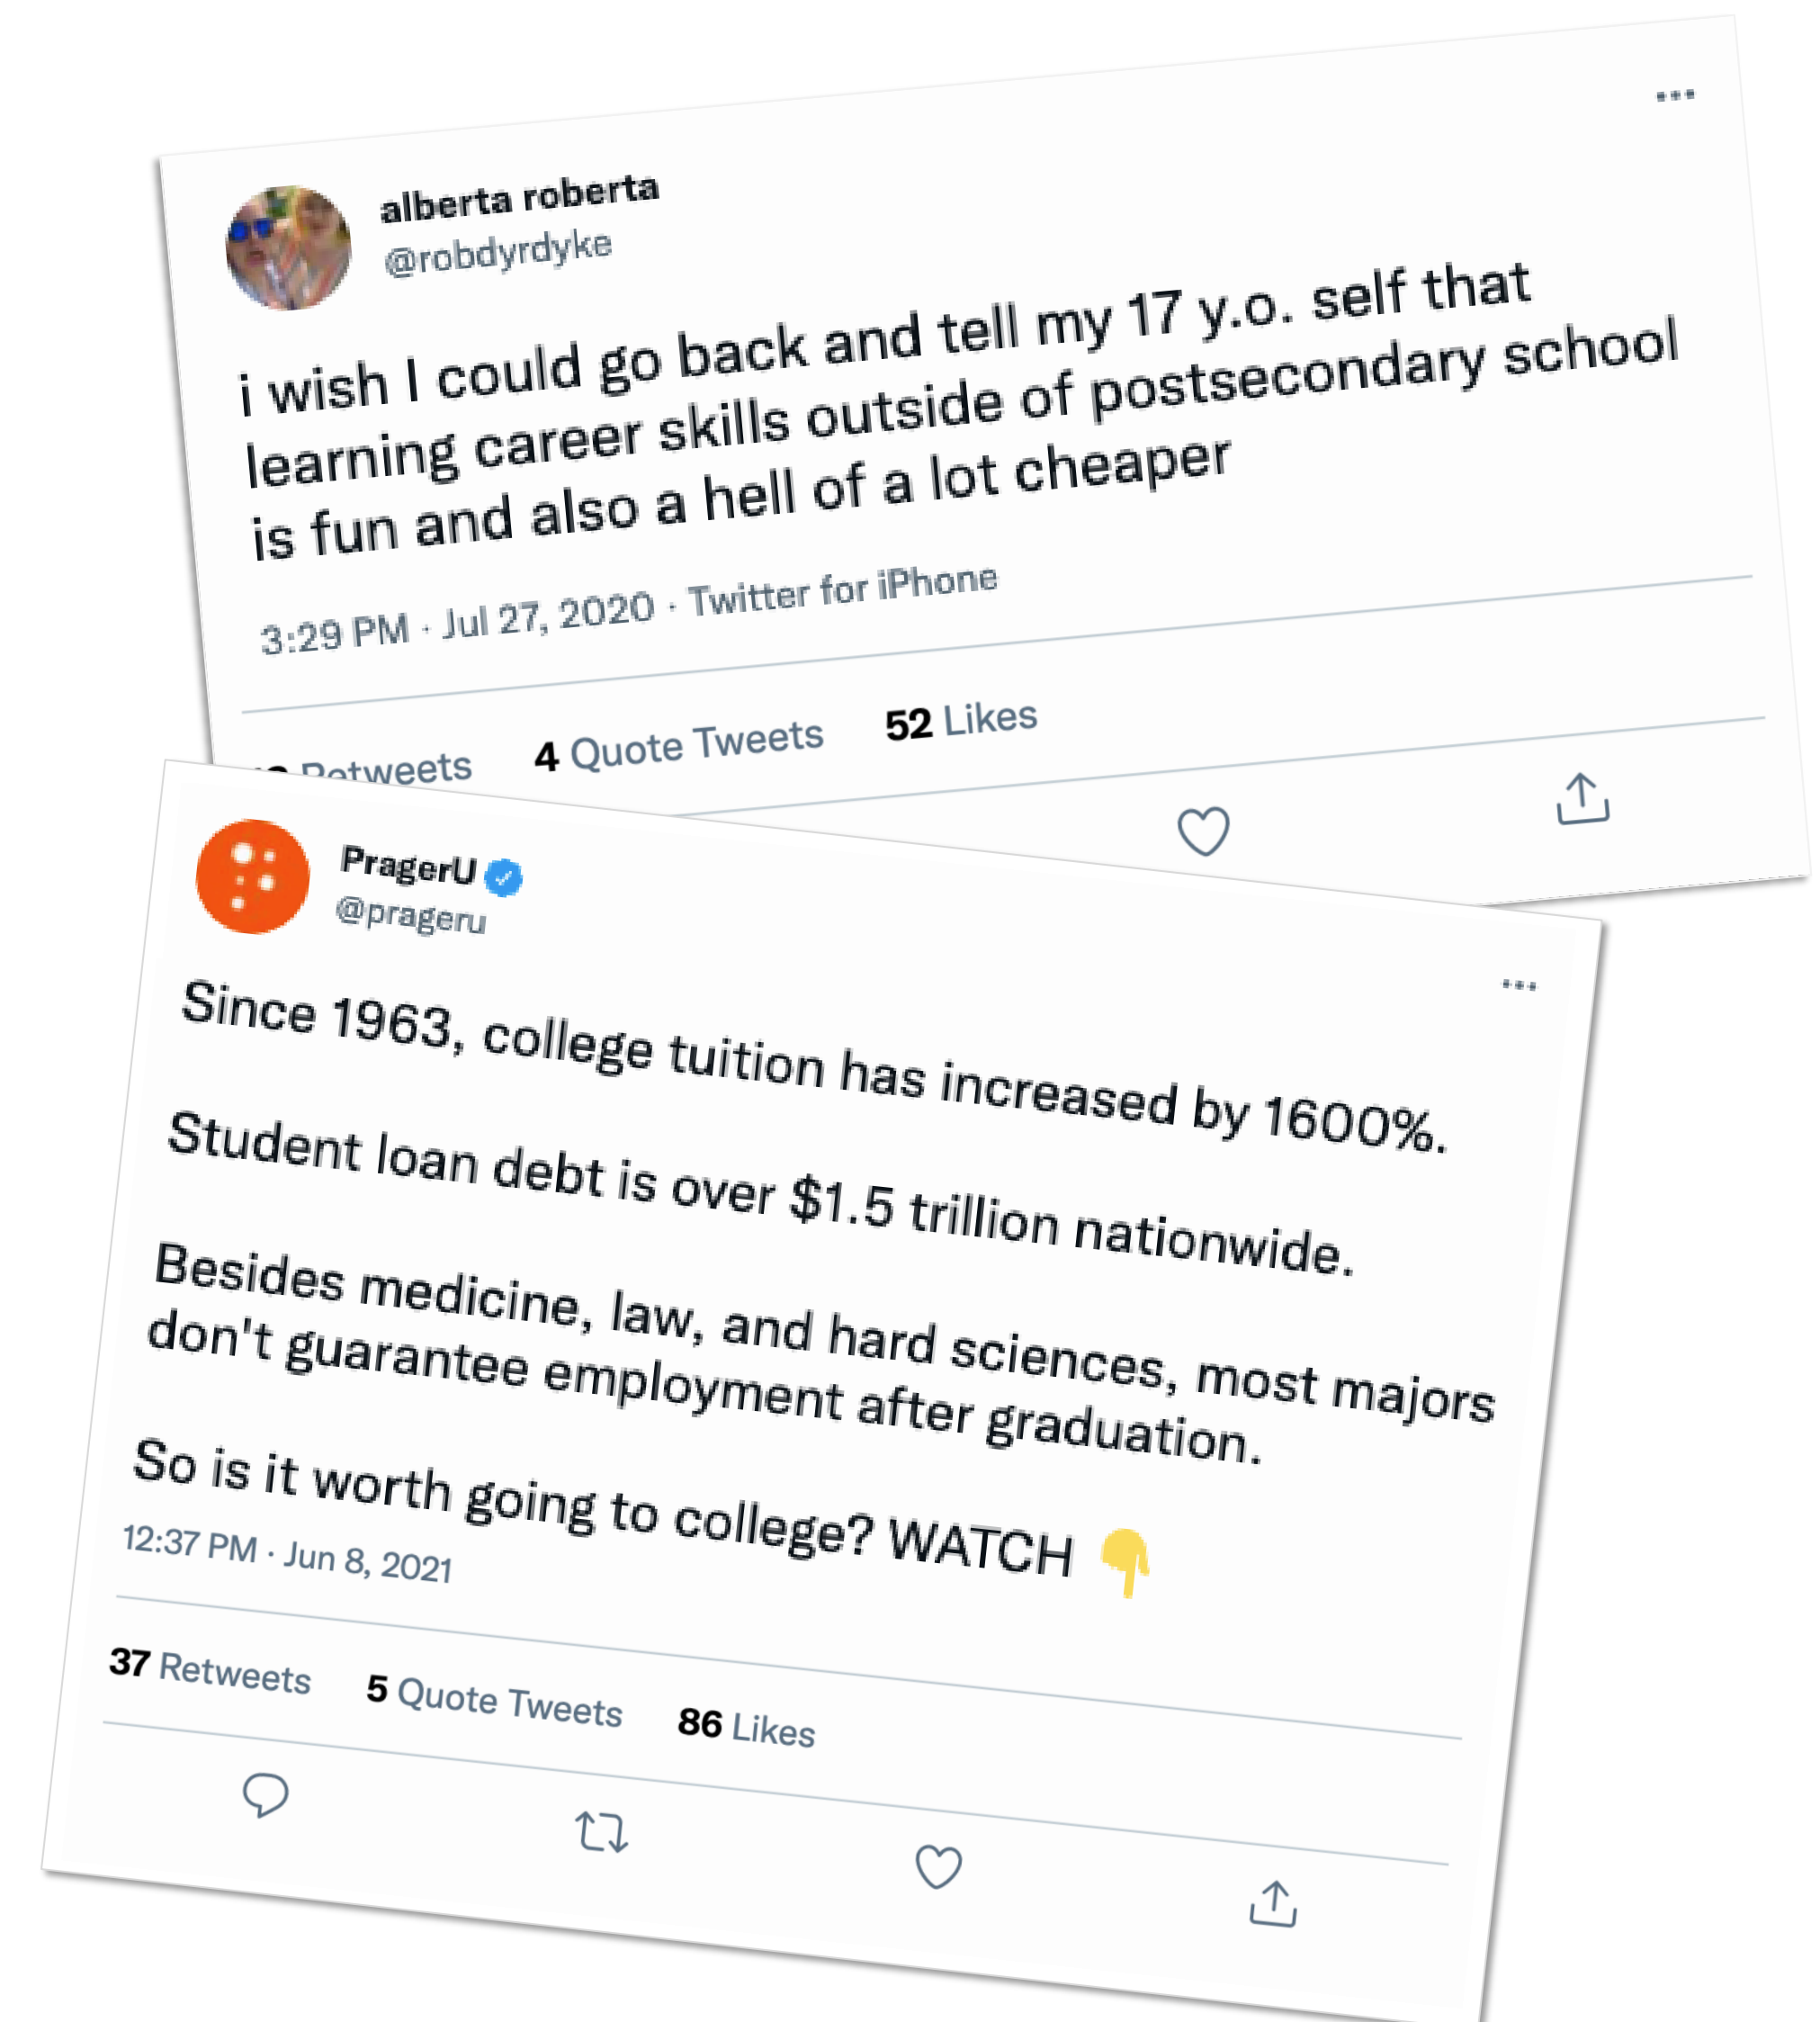 alberta roberta
@robdyrdyke
i wish I could go back and tell my 17 y.o. self that
learning career skills outside of postsecondary school
is fun and also a hell of a lot cheaper
3:29 PM · Jul 27, 2020 · Twitter for iPhone
Retweets 4 Quote Tweets 52 Likes
PragerU
@prageru
Since 1963, college tuition has increased by 1600%.
Student loan debt is over $1.5 trillion nationwide.
Besides medicine, law, and hard sciences, most majors
don't guarantee employment after graduation.
So is it worth going to college? WATCH 👇
12:37 PM · Jun 8, 2021
37 Retweets 5 Quote Tweets 86 Likes